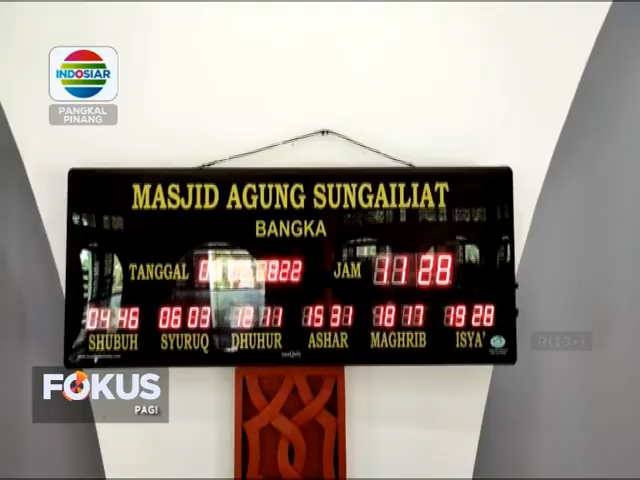 INDOSIAR
PANGKAL
PINANG
MASJID AGUNG SUNGAILIAT
BANGKA
TANGGAL
JAM 11 28
04 46 06 03 12 11 15 31 18 17 19 28
SHUBUH SYURUQ DHUHUR ASHAR MAGHRIB ISYA'
R(13+)
FOKUS
PAGI